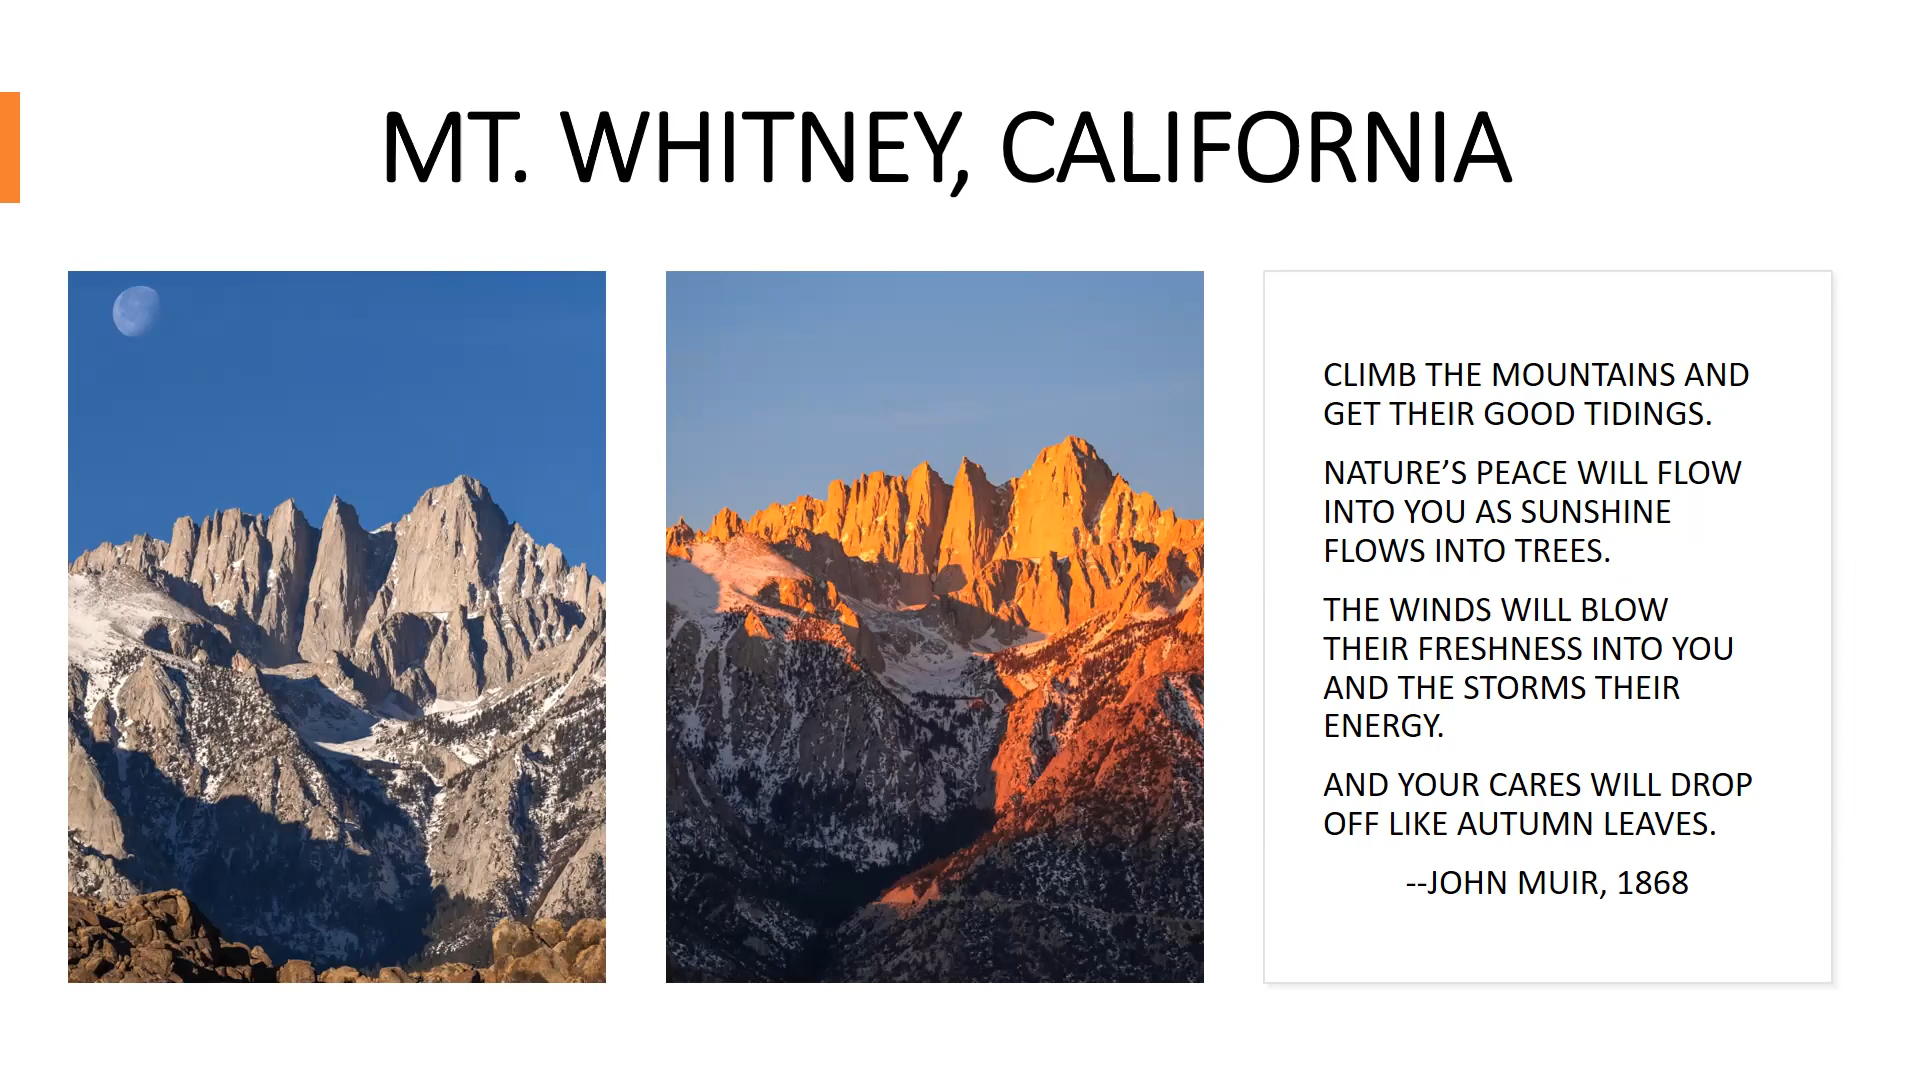 MT. WHITNEY, CALIFORNIA
CLIMB THE MOUNTAINS AND
GET THEIR GOOD TIDINGS.
NATURE’S PEACE WILL FLOW
INTO YOU AS SUNSHINE
FLOWS INTO TREES.
THE WINDS WILL BLOW
THEIR FRESHNESS INTO YOU
AND THE STORMS THEIR
ENERGY.
AND YOUR CARES WILL DROP
OFF LIKE AUTUMN LEAVES.
--JOHN MUIR, 1868